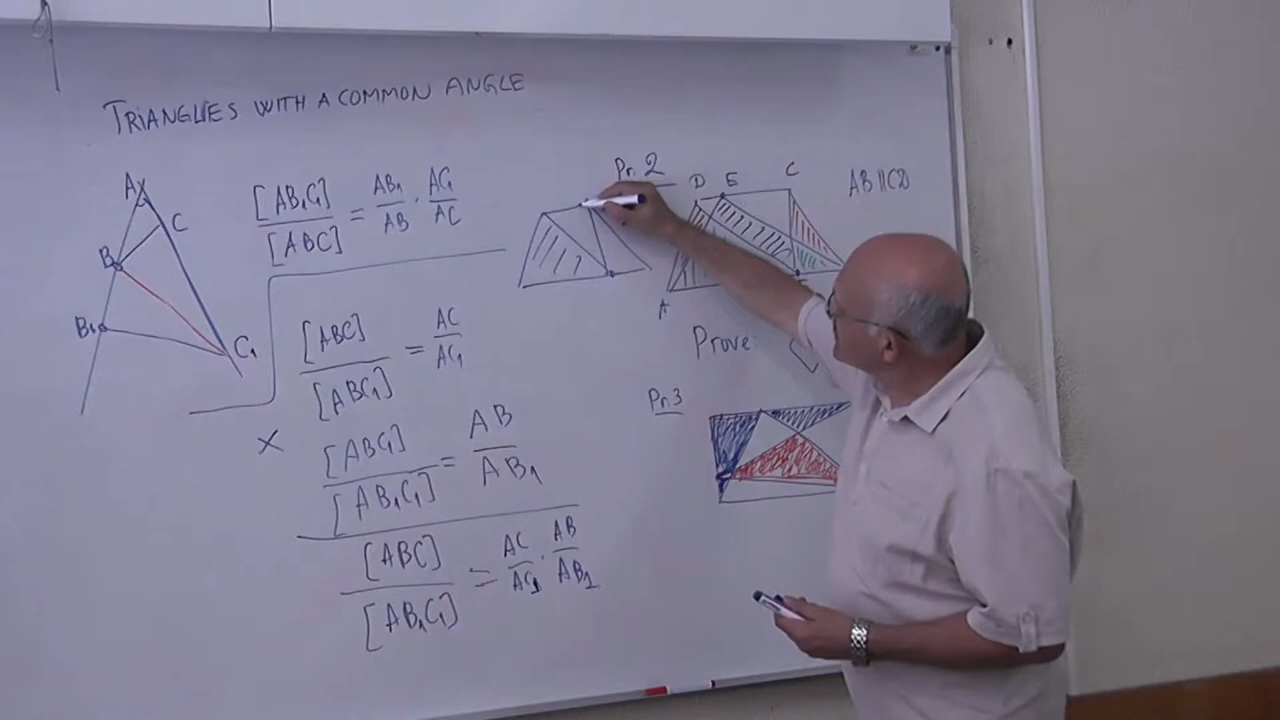 TRIANGLES WITH A COMMON ANGLE
A
C
B
B₁
C₁
[AB₁C₁] / [ABC] = AB₁/AB · AC₁/AC
[ABC] / [ABC₁] = AC/AC₁
×
[ABC₁] / [AB₁C₁] = AB/AB₁
[ABC] / [AB₁C₁] = AC/AC₁ · AB/AB₁
Pr. 2
D E C
AB || CD
A
Prove
Pr. 3